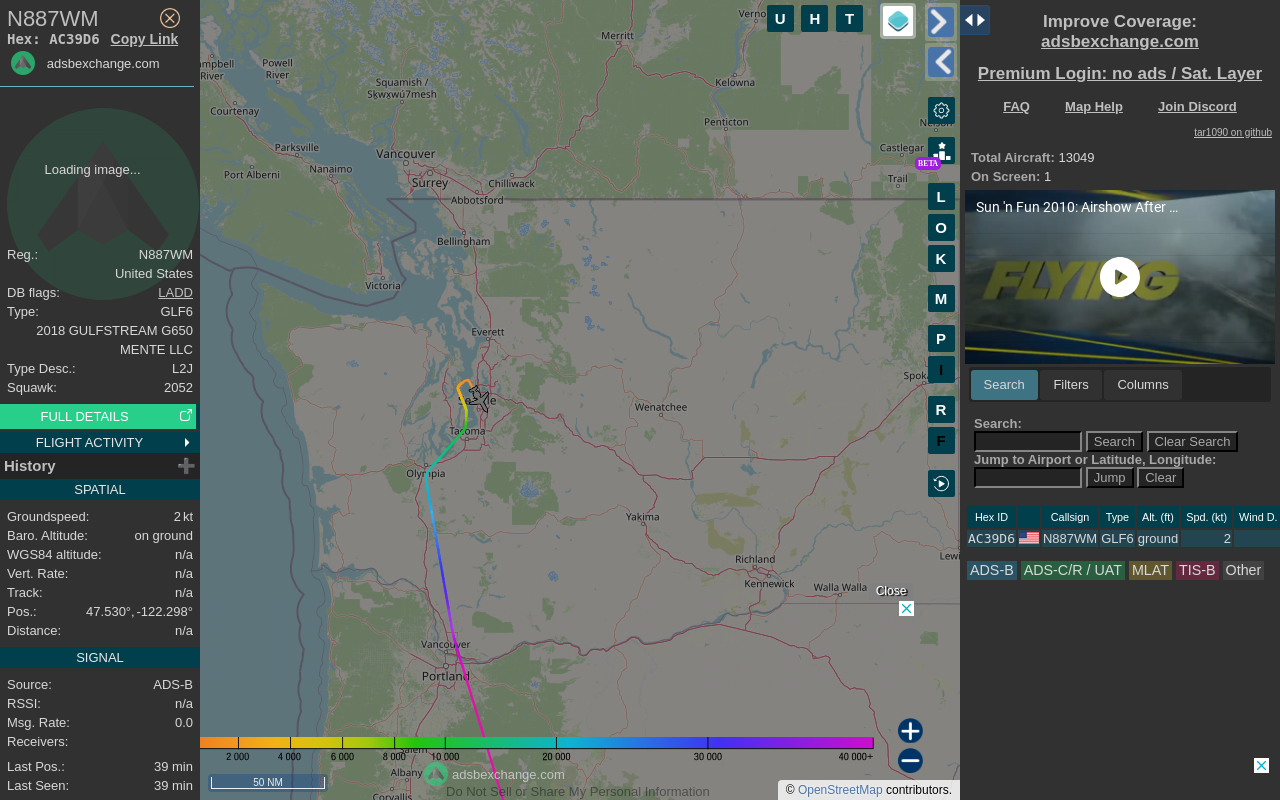 N887WM
Hex: AC39D6 Copy Link
adsbexchange.com
Loading image...
Reg.: N887WM
United States
DB flags: LADD
Type: GLF6
2018 GULFSTREAM G650
MENTE LLC
Type Desc.: L2J
Squawk: 2052
FULL DETAILS
FLIGHT ACTIVITY
History
SPATIAL
Groundspeed: 2 kt
Baro. Altitude: on ground
WGS84 altitude: n/a
Vert. Rate: n/a
Track: n/a
Pos.: 47.530°, -122.298°
Distance: n/a
SIGNAL
Source: ADS-B
RSSI: n/a
Msg. Rate: 0.0
Receivers:
Last Pos.: 39 min
Last Seen: 39 min
U H T
Merritt
Powell
River
River
Squamish /
Sḵwx̱wú7mesh
Kelowna
Courtenay
Penticton
Parksville
Vancouver
Castlegar
Port Alberni
Nanaimo
Surrey
Chilliwack
Trail
Abbotsford
BETA
L
O
K
M
P
I
R
F
Bellingham
Victoria
Everett
Wenatchee
Tacoma
Olympia
Yakima
Richland
Kennewick
Walla Walla
Close
Vancouver
Portland
Albany
Corvallis
2 000 4 000 6 000 8 000 10 000 20 000 30 000 40 000+
50 NM
adsbexchange.com
Do Not Sell or Share My Personal Information
© OpenStreetMap contributors.
Improve Coverage:
adsbexchange.com
Premium Login: no ads / Sat. Layer
FAQ Map Help Join Discord
tar1090 on github
Total Aircraft: 13049
On Screen: 1
Sun 'n Fun 2010: Airshow After ...
FLYING
Search Filters Columns
Search:
Search Clear Search
Jump to Airport or Latitude, Longitude:
Jump Clear
Hex ID Callsign Type Alt. (ft) Spd. (kt) Wind D.
AC39D6 N887WM GLF6 ground 2
ADS-B ADS-C/R / UAT MLAT TIS-B Other